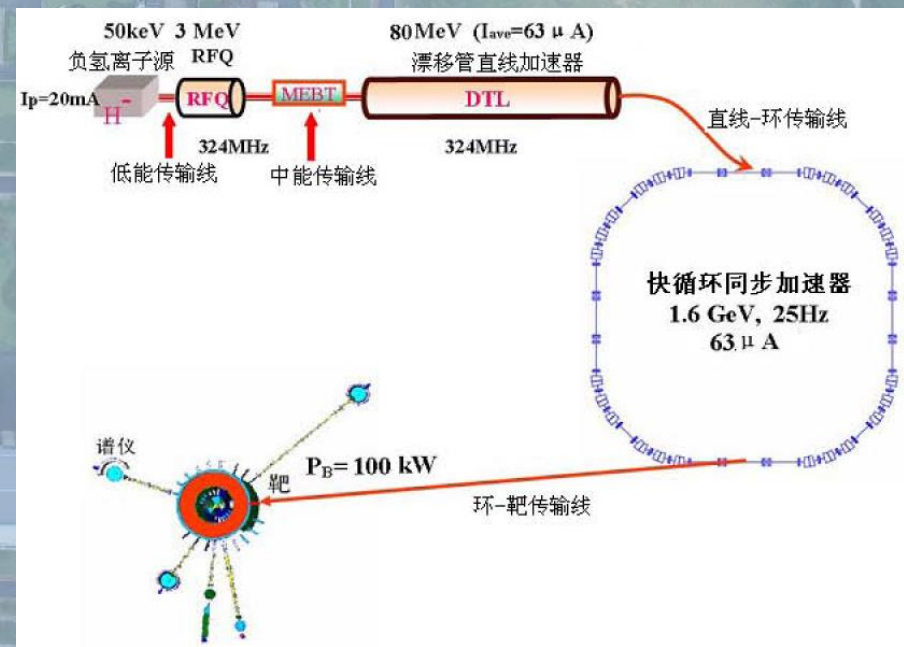 50keV 3 MeV
80MeV (Iave=63 μ A)
负氢离子源
RFQ
漂移管直线加速器
Ip=20mA
H-
RFQ
MEBT
DTL
直线-环传输线
324MHz
324MHz
低能传输线
中能传输线
快循环同步加速器
1.6 GeV, 25Hz
63 μ A
谱仪
靶
PB= 100 kW
环-靶传输线